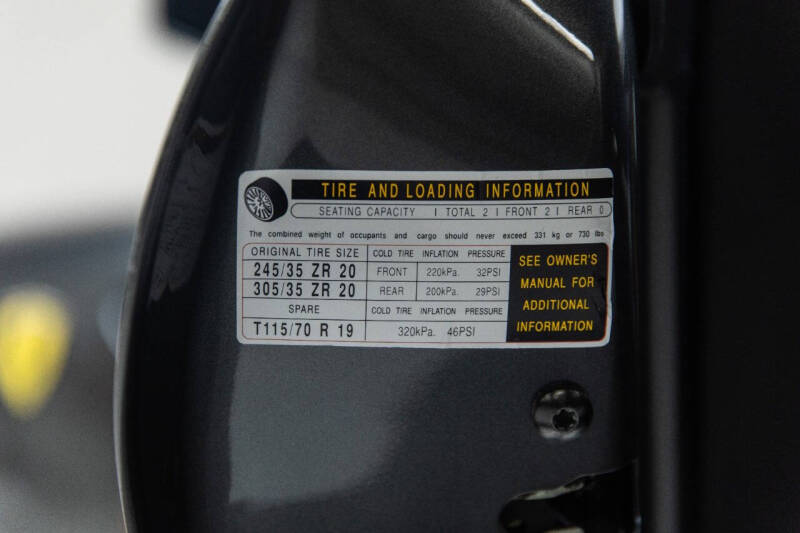 TIRE AND LOADING INFORMATION
SEATING CAPACITY | TOTAL 2 | FRONT 2 | REAR 0
The combined weight of occupants and cargo should never exceed 331 kg or 730 lbs
ORIGINAL TIRE SIZE COLD TIRE INFLATION PRESSURE
245/35 ZR 20 FRONT 220kPa. 32PSI
305/35 ZR 20 REAR 200kPa. 29PSI
SPARE COLD TIRE INFLATION PRESSURE
T115/70 R 19 320kPa. 46PSI
SEE OWNER'S
MANUAL FOR
ADDITIONAL
INFORMATION